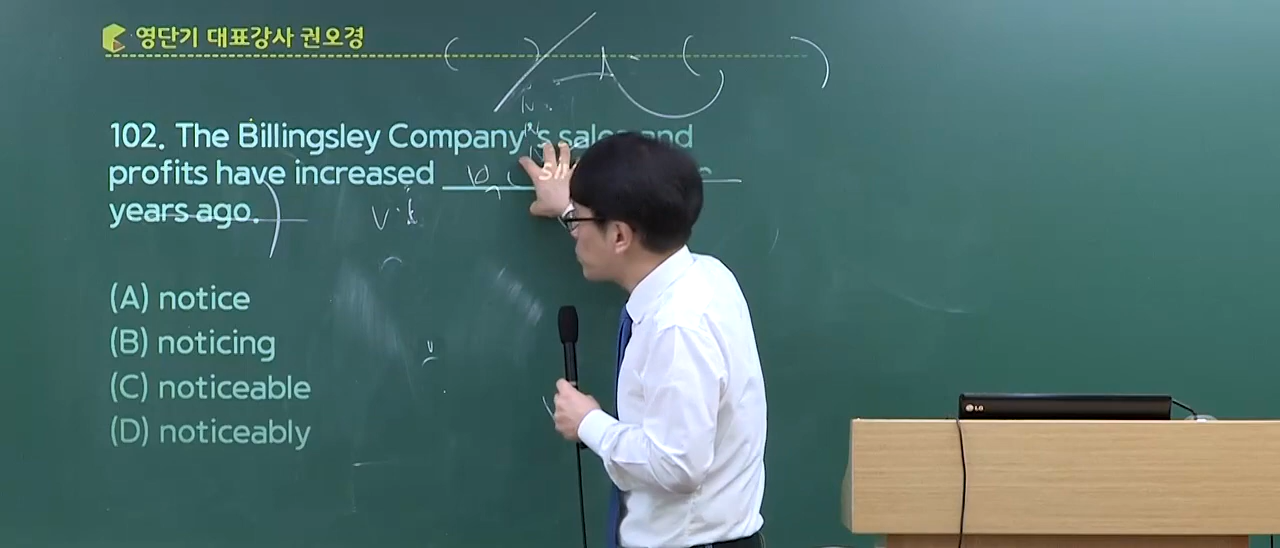 영단기 대표강사 권오경
102. The Billingsley Company's sales and
profits have increased
years ago.
(A) notice
(B) noticing
(C) noticeable
(D) noticeably
LG